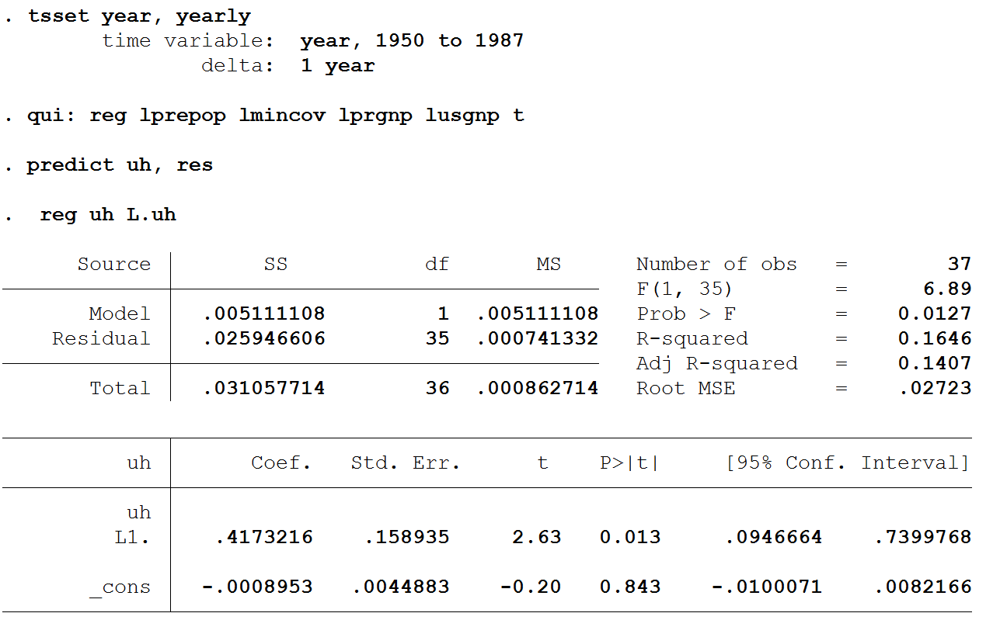 . tsset year, yearly
time variable: year, 1950 to 1987
delta: 1 year
. qui: reg lprepop lmincov lprgnp lusgnp t
. predict uh, res
. reg uh L.uh
Source SS df MS Number of obs = 37
F(1, 35) = 6.89
Model .005111108 1 .005111108 Prob > F = 0.0127
Residual .025946606 35 .000741332 R-squared = 0.1646
Adj R-squared = 0.1407
Total .031057714 36 .000862714 Root MSE = .02723
uh Coef. Std. Err. t P>|t| [95% Conf. Interval]
uh
L1. .4173216 .158935 2.63 0.013 .0946664 .7399768
_cons -.0008953 .0044883 -0.20 0.843 -.0100071 .0082166